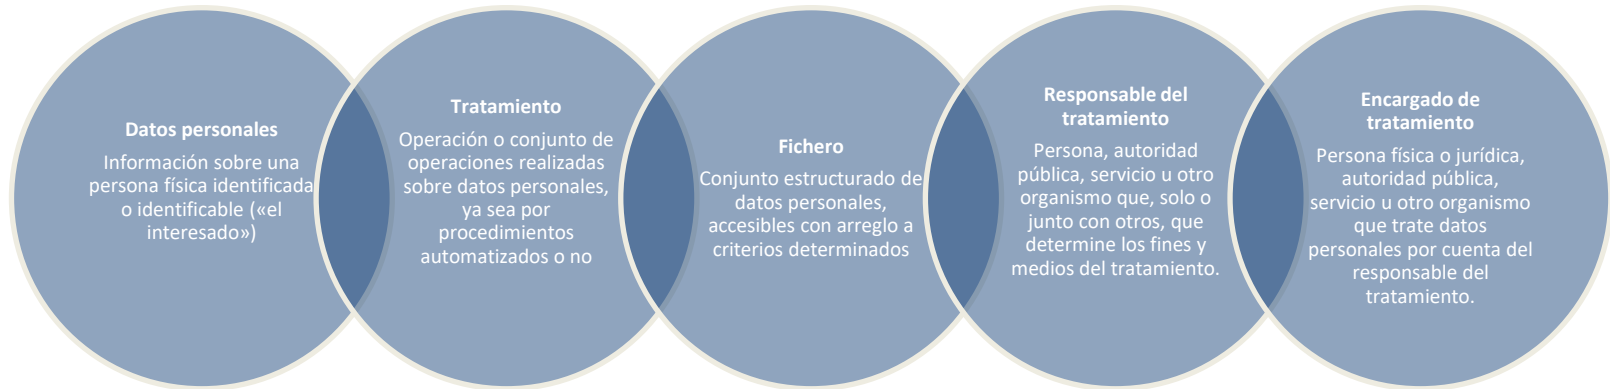 Datos personales
Información sobre una
persona física identificada
o identificable («el
interesado»)
Tratamiento
Operación o conjunto de
operaciones realizadas
sobre datos personales,
ya sea por
procedimientos
automatizados o no
Fichero
Conjunto estructurado de
datos personales,
accesibles con arreglo a
criterios determinados
Responsable del
tratamiento
Persona, autoridad
pública, servicio u otro
organismo que, solo o
junto con otros, que
determine los fines y
medios del tratamiento.
Encargado de
tratamiento
Persona física o jurídica,
autoridad pública,
servicio u otro organismo
que trate datos
personales por cuenta del
responsable del
tratamiento.